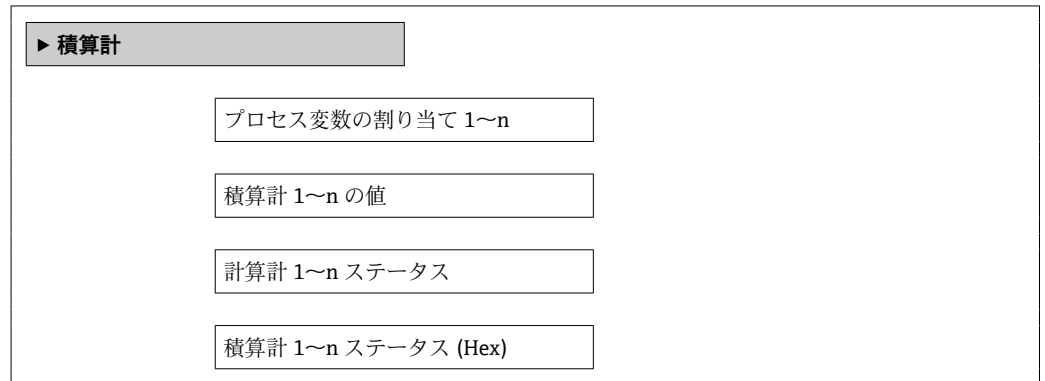 ▶ 積算計
プロセス変数の割り当て 1～n
積算計 1～n の値
計算計 1～n ステータス
積算計 1～n ステータス (Hex)